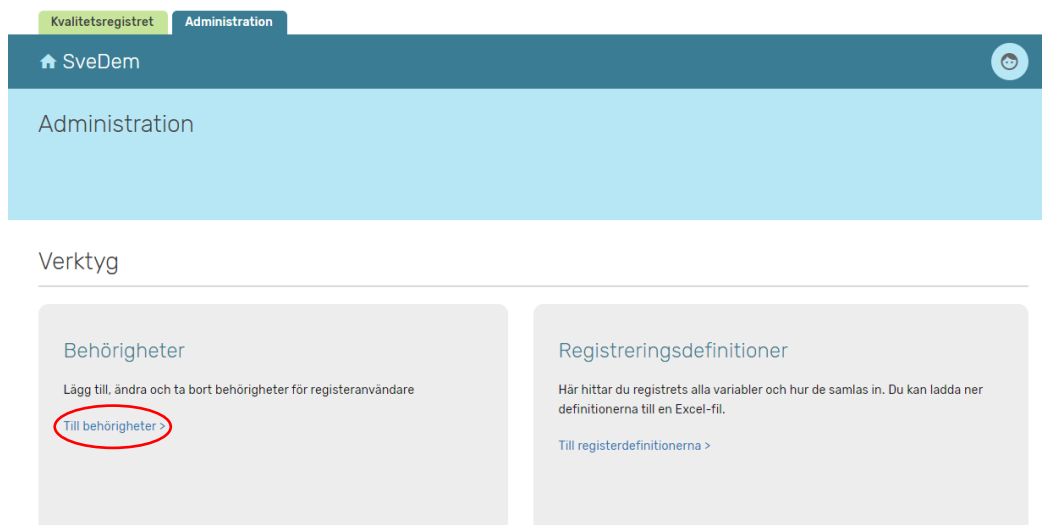 Kvalitetsregistret Administration
SveDem
Administration
Verktyg
Behörigheter
Lägg till, ändra och ta bort behörigheter för registeranvändare
Till behörigheter >
Registreringsdefinitioner
Här hittar du registrets alla variabler och hur de samlas in. Du kan ladda ner
definitionerna till en Excel-fil.
Till registerdefinitionerna >